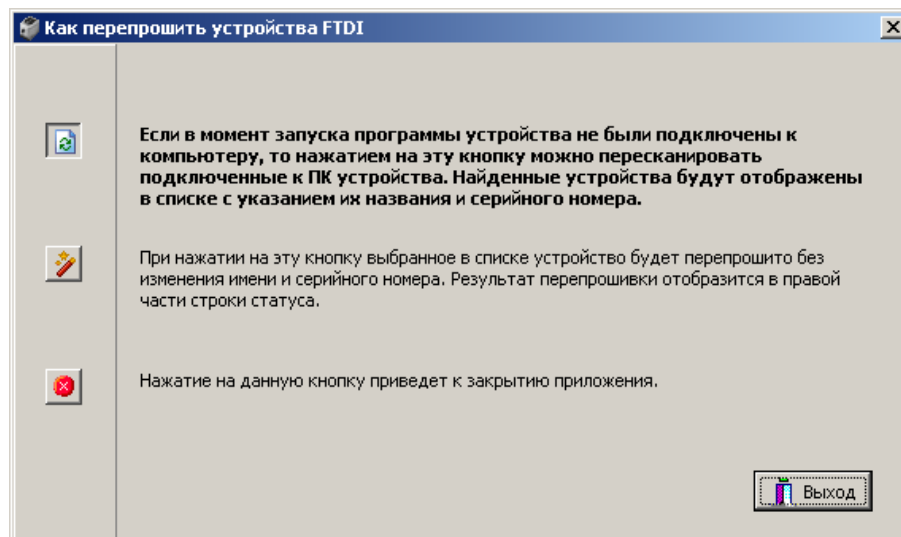 Как перепрошить устройства FTDI
Если в момент запуска программы устройства не были подключены к
компьютеру, то нажатием на эту кнопку можно пересканировать
подключенные к ПК устройства. Найденные устройства будут отображены
в списке с указанием их названия и серийного номера.
При нажатии на эту кнопку выбранное в списке устройство будет перепрошито без
изменения имени и серийного номера. Результат перепрошивки отобразится в правой
части строки статуса.
Нажатие на данную кнопку приведет к закрытию приложения.
Выход